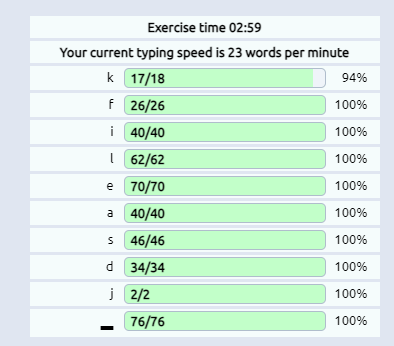 Exercise time 02:59
Your current typing speed is 23 words per minute
k 17/18 94%
f 26/26 100%
i 40/40 100%
l 62/62 100%
e 70/70 100%
a 40/40 100%
s 46/46 100%
d 34/34 100%
j 2/2 100%
▂ 76/76 100%